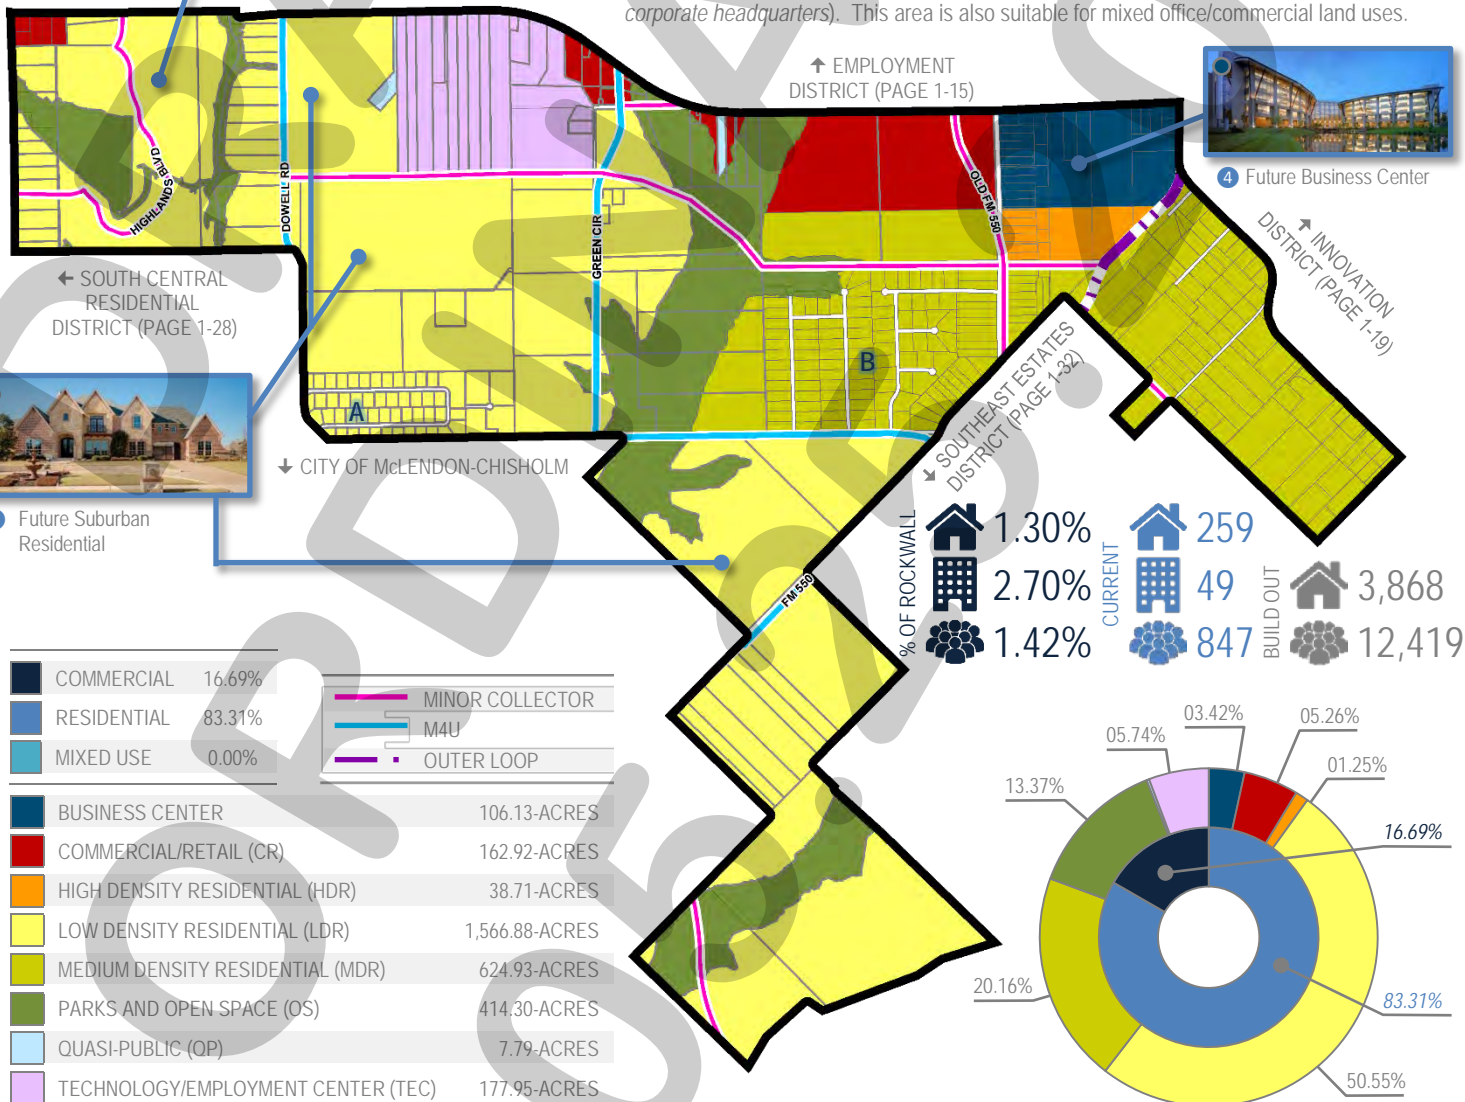 corporate headquarters). This area is also suitable for mixed office/commercial land uses.
↑ EMPLOYMENT
DISTRICT (PAGE 1-15)
4 Future Business Center
↑ INNOVATION
DISTRICT (PAGE 1-19)
HIGHLANDS BLVD
DOWELL RD
GREEN CIR
OLD FM 550
← SOUTH CENTRAL
RESIDENTIAL
DISTRICT (PAGE 1-28)
A
B
↘ SOUTHEAST ESTATES
DISTRICT (PAGE 1-32)
↓ CITY OF McLENDON-CHISHOLM
Future Suburban
Residential
FM 550
% OF ROCKWALL
1.30%
2.70%
1.42%
CURRENT
259
49
847
BUILD OUT
3,868
12,419
COMMERCIAL 16.69%
RESIDENTIAL 83.31%
MIXED USE 0.00%
MINOR COLLECTOR
M4U
OUTER LOOP
BUSINESS CENTER 106.13-ACRES
COMMERCIAL/RETAIL (CR) 162.92-ACRES
HIGH DENSITY RESIDENTIAL (HDR) 38.71-ACRES
LOW DENSITY RESIDENTIAL (LDR) 1,566.88-ACRES
MEDIUM DENSITY RESIDENTIAL (MDR) 624.93-ACRES
PARKS AND OPEN SPACE (OS) 414.30-ACRES
QUASI-PUBLIC (QP) 7.79-ACRES
TECHNOLOGY/EMPLOYMENT CENTER (TEC) 177.95-ACRES
03.42%
05.26%
05.74%
01.25%
13.37%
16.69%
20.16%
83.31%
50.55%